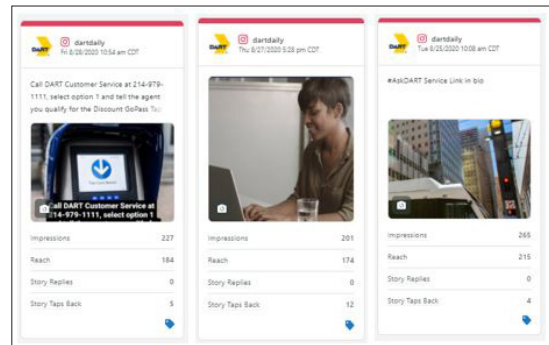 DART
dartdaily
Fri 8/28/2020 10:54 am CDT
Call DART Customer Service at 214-979-
1111, select option 1 and tell the agent
you qualify for the Discount GoPass Tap
Call DART Customer Service at
214-979-1111, select option 1
Impressions 227
Reach 184
Story Replies 0
Story Taps Back 5
DART
dartdaily
Thu 8/27/2020 5:28 pm CDT
Impressions 201
Reach 174
Story Replies 0
Story Taps Back 12
DART
dartdaily
Tue 8/25/2020 10:08 am CDT
#AskDART Service Link in bio
Impressions 265
Reach 215
Story Replies 0
Story Taps Back 4